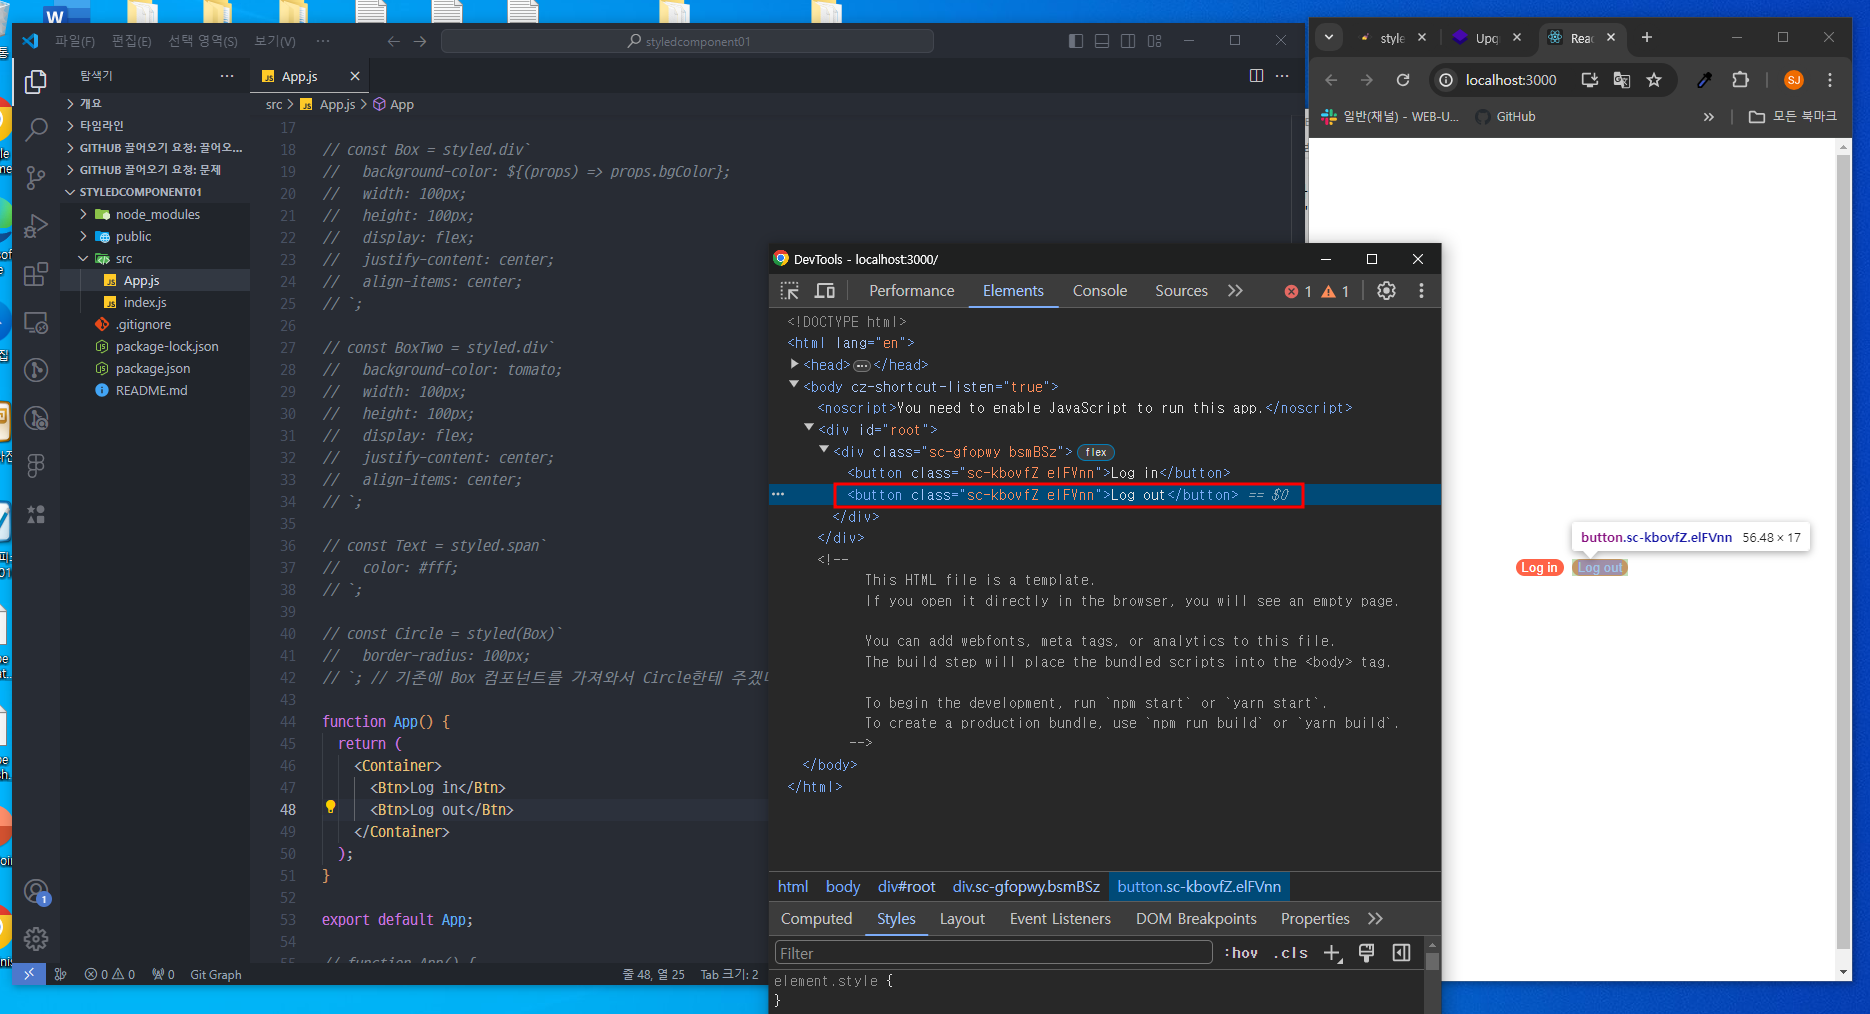 파일(F) 편집(E) 선택 영역(S) 보기(V) ··· styledcomponent01
탐색기 ···
개요
타임라인
GITHUB 끌어오기 요청: 끌어오...
GITHUB 끌어오기 요청: 문제
STYLEDCOMPONENT01
node_modules
public
src
App.js
index.js
.gitignore
package-lock.json
package.json
README.md
1
App.js
src > App.js > App
17
18 // const Box = styled.div`
19 //   background-color: ${(props) => props.bgColor};
20 //   width: 100px;
21 //   height: 100px;
22 //   display: flex;
23 //   justify-content: center;
24 //   align-items: center;
25 // `;
26
27 // const BoxTwo = styled.div`
28 //   background-color: tomato;
29 //   width: 100px;
30 //   height: 100px;
31 //   display: flex;
32 //   justify-content: center;
33 //   align-items: center;
34 // `;
35
36 // const Text = styled.span`
37 //   color: #fff;
38 // `;
39
40 // const Circle = styled(Box)`
41 //   border-radius: 100px;
42 // `; // 기존에 Box 컴포넌트를 가져와서 Circle한테 주겠
43
44 function App() {
45   return (
46     <Container>
47       <Btn>Log in</Btn>
48       <Btn>Log out</Btn>
49     </Container>
50   );
51 }
52
53 export default App;
54
55 // function App() {
0 0 0 Git Graph 줄 48, 열 25 Tab 크기: 2
DevTools - localhost:3000/
Performance Elements Console Sources 1 1
<!DOCTYPE html>
<html lang="en">
<head>···</head>
<body cz-shortcut-listen="true">
<noscript>You need to enable JavaScript to run this app.</noscript>
<div id="root">
<div class="sc-gfopwy bsmBSz"> flex
<button class="sc-kbovfZ elFVnn">Log in</button>
··· <button class="sc-kbovfZ elFVnn">Log out</button> == $0
</div>
</div>
<!--
This HTML file is a template.
If you open it directly in the browser, you will see an empty page.
You can add webfonts, meta tags, or analytics to this file.
The build step will place the bundled scripts into the <body> tag.
To begin the development, run `npm start` or `yarn start`.
To create a production bundle, use `npm run build` or `yarn build`.
-->
</body>
</html>
html body div#root div.sc-gfopwy.bsmBSz button.sc-kbovfZ.elFVnn
Computed Styles Layout Event Listeners DOM Breakpoints Properties
Filter :hov .cls
element.style {
}
style Upg Reac
localhost:3000 SJ
일반(채널) - WEB-U... GitHub 모든 북마크
button.sc-kbovfZ.elFVnn 56.48 × 17
Log in Log out